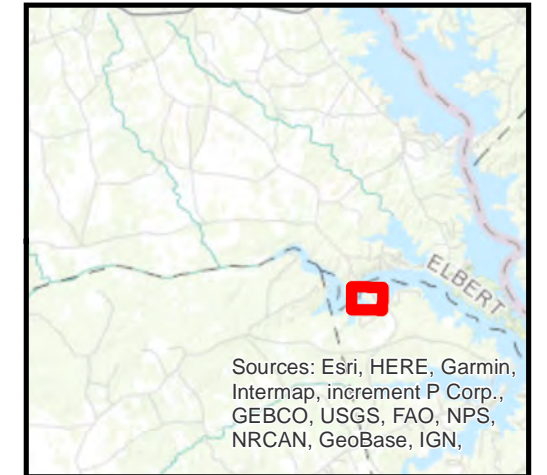 ELBERT
Sources: Esri, HERE, Garmin,
Intermap, increment P Corp.,
GEBCO, USGS, FAO, NPS,
NRCAN, GeoBase, IGN,